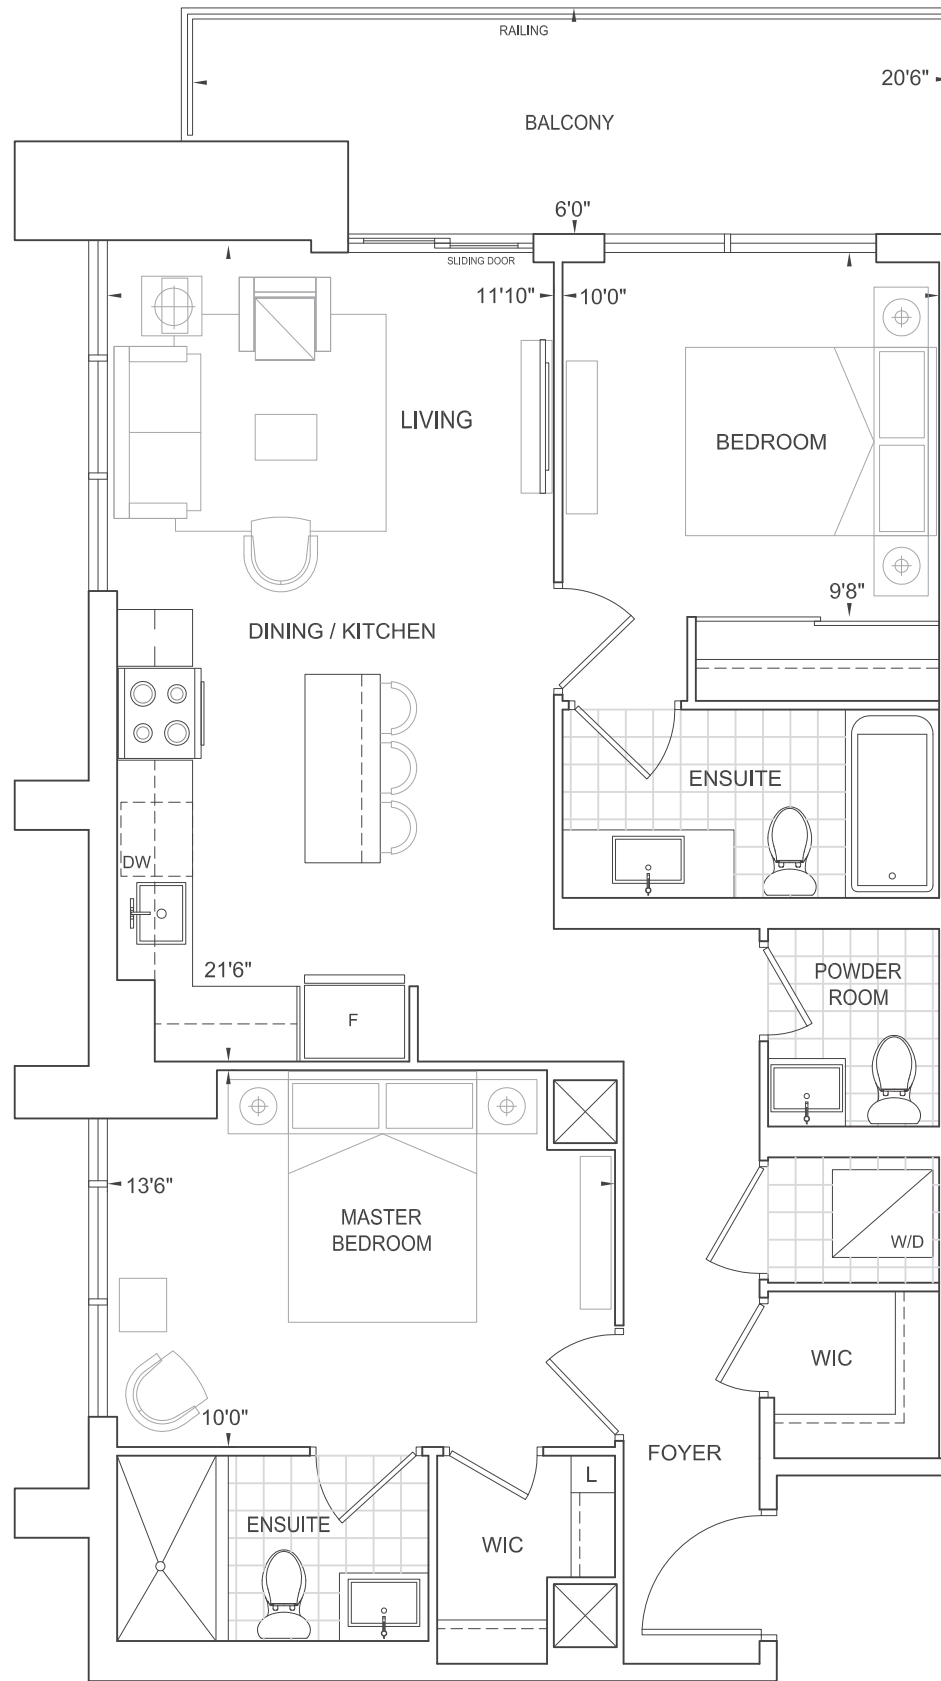 RAILING
20'6"
BALCONY
6'0"
SLIDING DOOR
11'10"
10'0"
LIVING
BEDROOM
9'8"
DINING / KITCHEN
ENSUITE
DW
21'6"
F
POWDER
ROOM
13'6"
MASTER
BEDROOM
W/D
WIC
10'0"
FOYER
L
ENSUITE
WIC